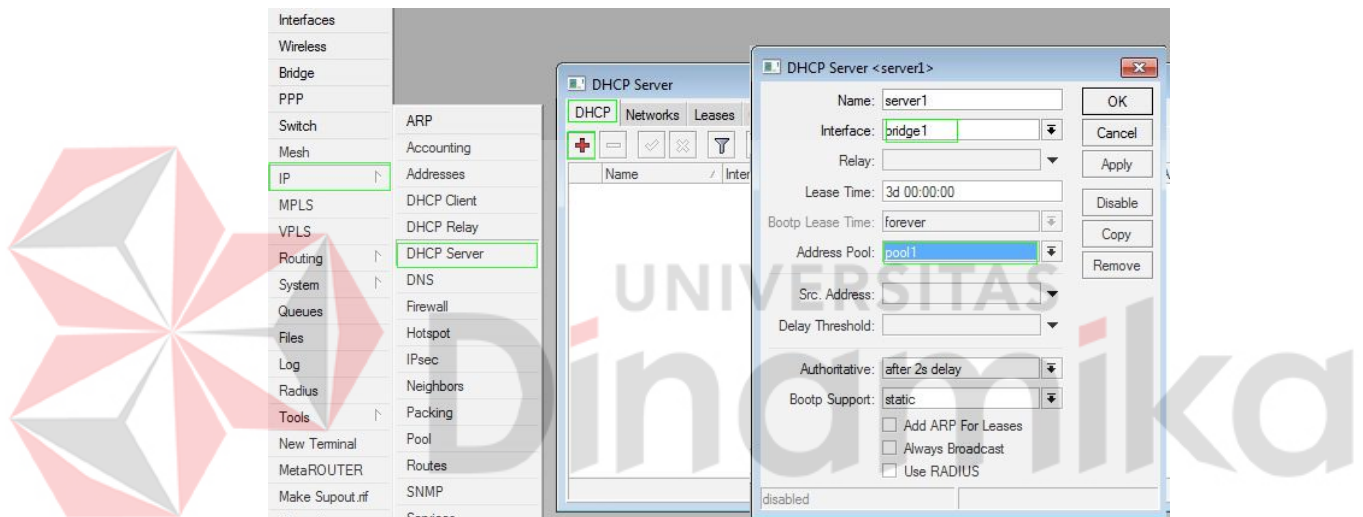 Interfaces
Wireless
Bridge
PPP
Switch
Mesh
IP
MPLS
VPLS
Routing
System
Queues
Files
Log
Radius
Tools
New Terminal
MetaROUTER
Make Supout.rif
ARP
Accounting
Addresses
DHCP Client
DHCP Relay
DHCP Server
DNS
Firewall
Hotspot
IPsec
Neighbors
Packing
Pool
Routes
SNMP
Services
DHCP Server
DHCP Networks Leases
Name Inter
DHCP Server <server1>
Name: server1
Interface: bridge1
Relay:
Lease Time: 3d 00:00:00
Bootp Lease Time: forever
Address Pool: pool1
Src. Address:
Delay Threshold:
Authoritative: after 2s delay
Bootp Support: static
Add ARP For Leases
Always Broadcast
Use RADIUS
disabled
OK
Cancel
Apply
Disable
Copy
Remove
UNIVERSITAS
Dinamika